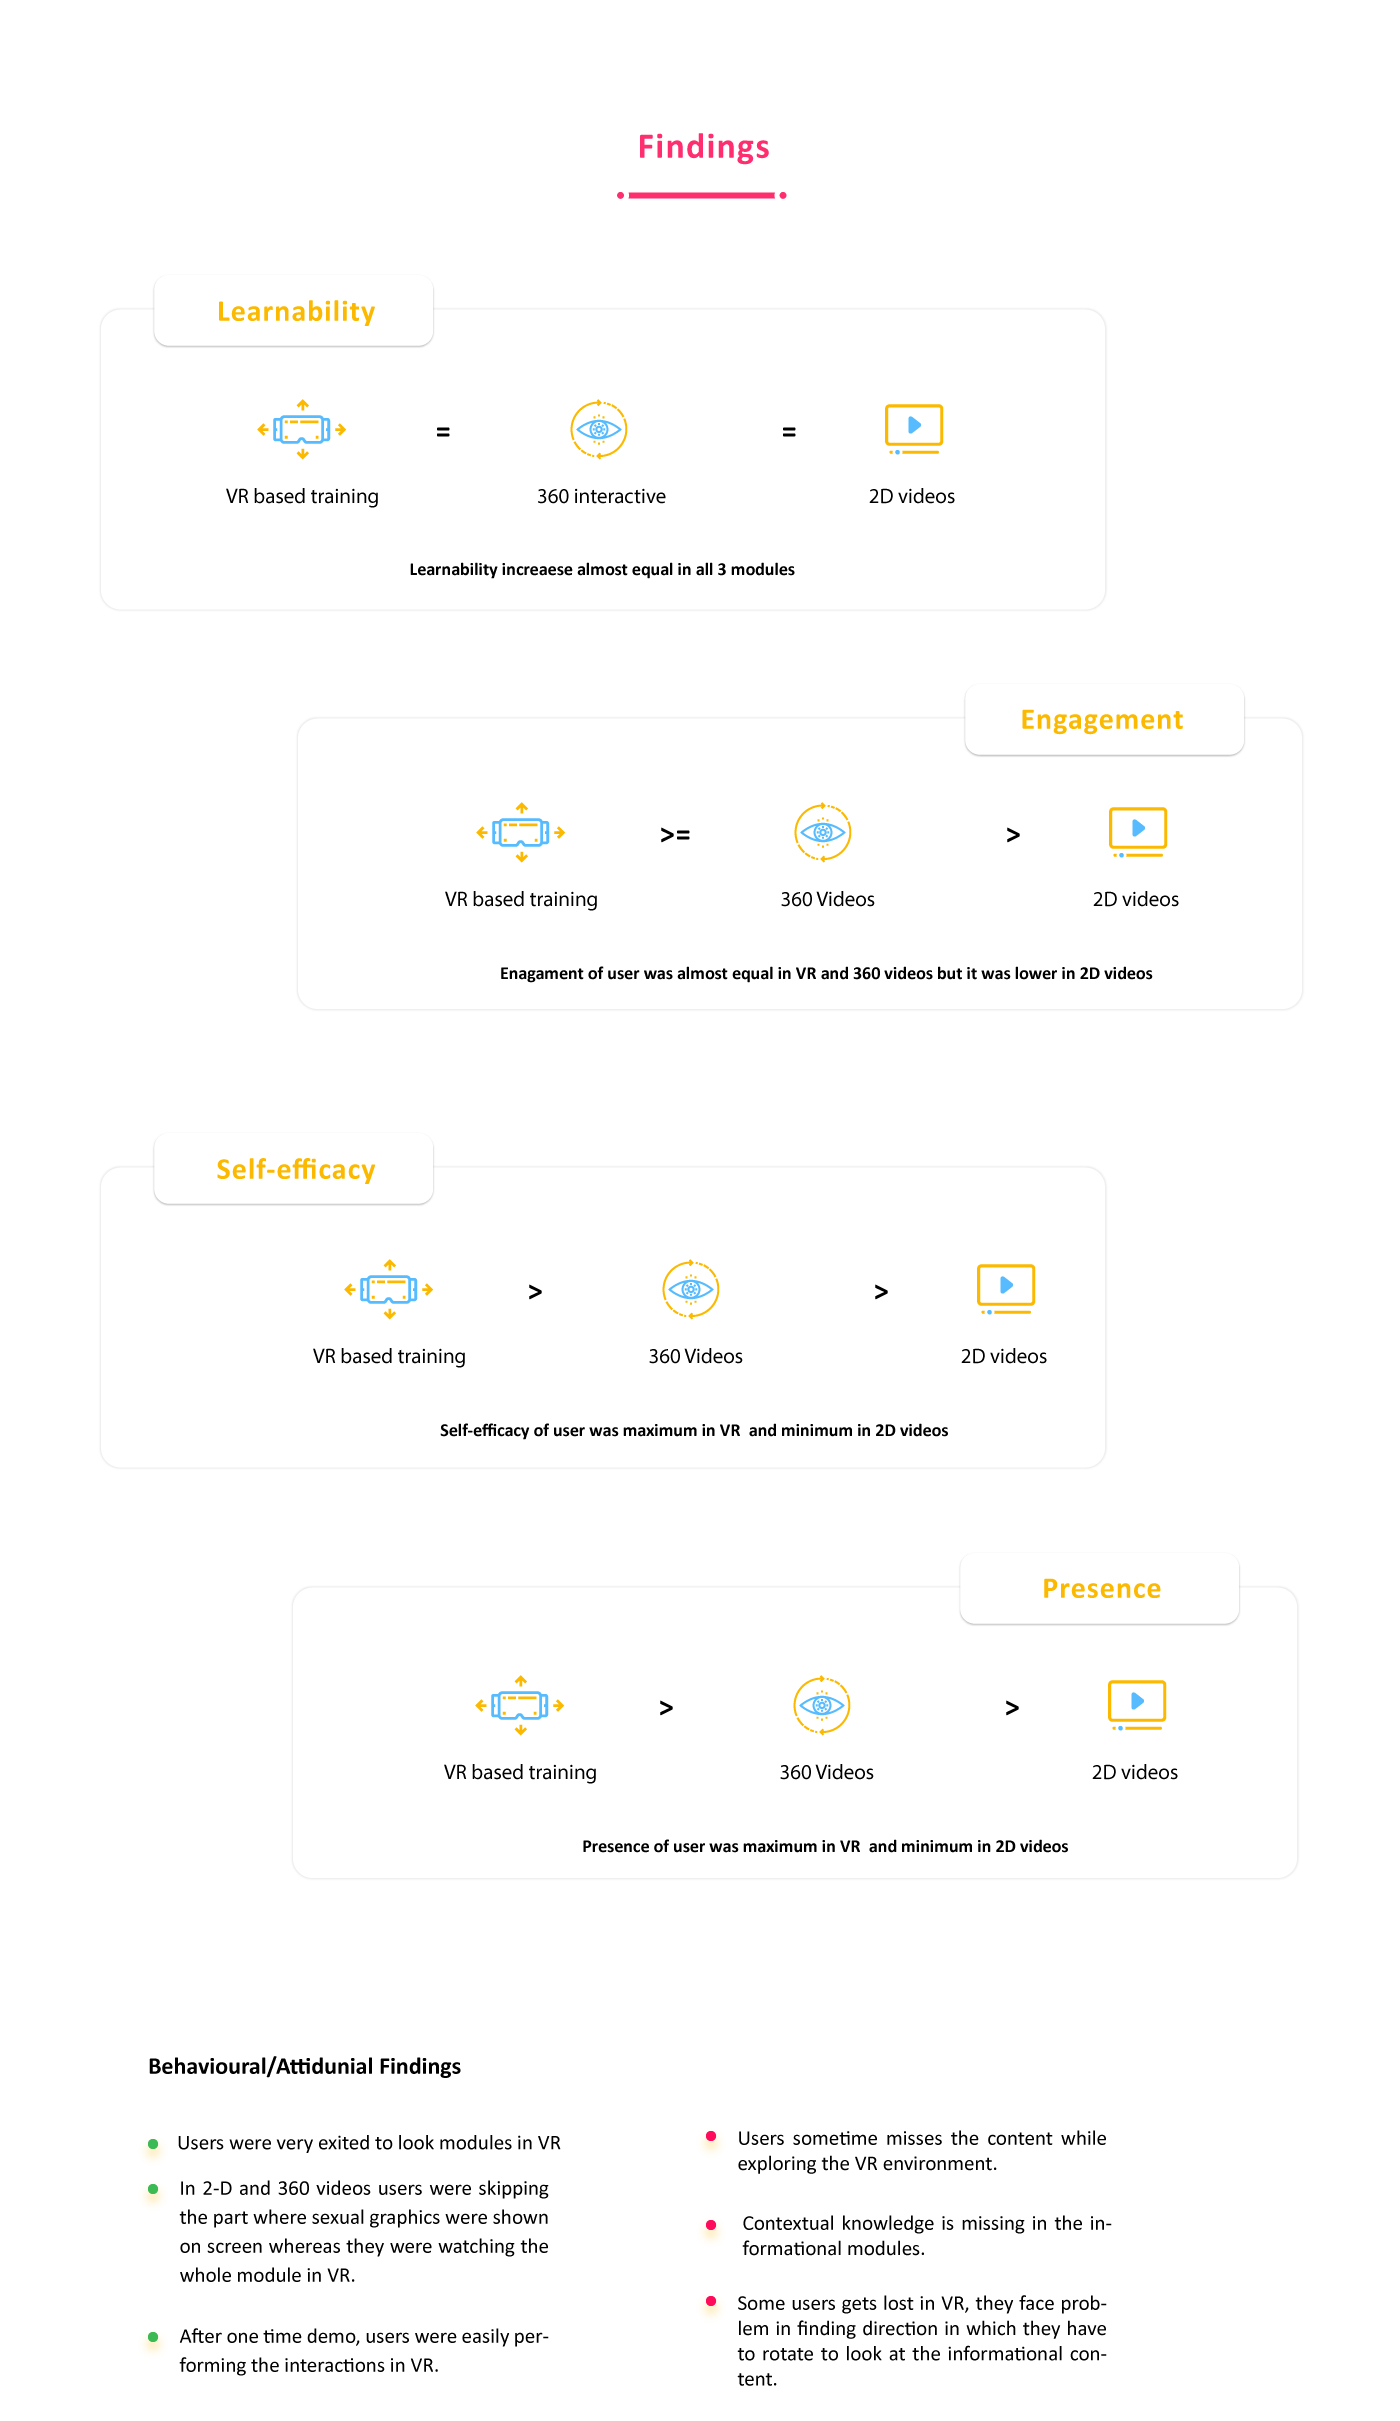 Findings
Learnability
=
=
VR based training
360 interactive
2D videos
Learnability increaese almost equal in all 3 modules
Engagement
>=
>
VR based training
360 Videos
2D videos
Enagament of user was almost equal in VR and 360 videos but it was lower in 2D videos
Self-efficacy
>
>
VR based training
360 Videos
2D videos
Self-efficacy of user was maximum in VR and minimum in 2D videos
Presence
>
>
VR based training
360 Videos
2D videos
Presence of user was maximum in VR and minimum in 2D videos
Behavioural/Attidunial Findings
Users were very exited to look modules in VR
In 2-D and 360 videos users were skipping
the part where sexual graphics were shown
on screen whereas they were watching the
whole module in VR.
After one time demo, users were easily per-
forming the interactions in VR.
Users sometime misses the content while
exploring the VR environment.
Contextual knowledge is missing in the in-
formational modules.
Some users gets lost in VR, they face prob-
lem in finding direction in which they have
to rotate to look at the informational con-
tent.